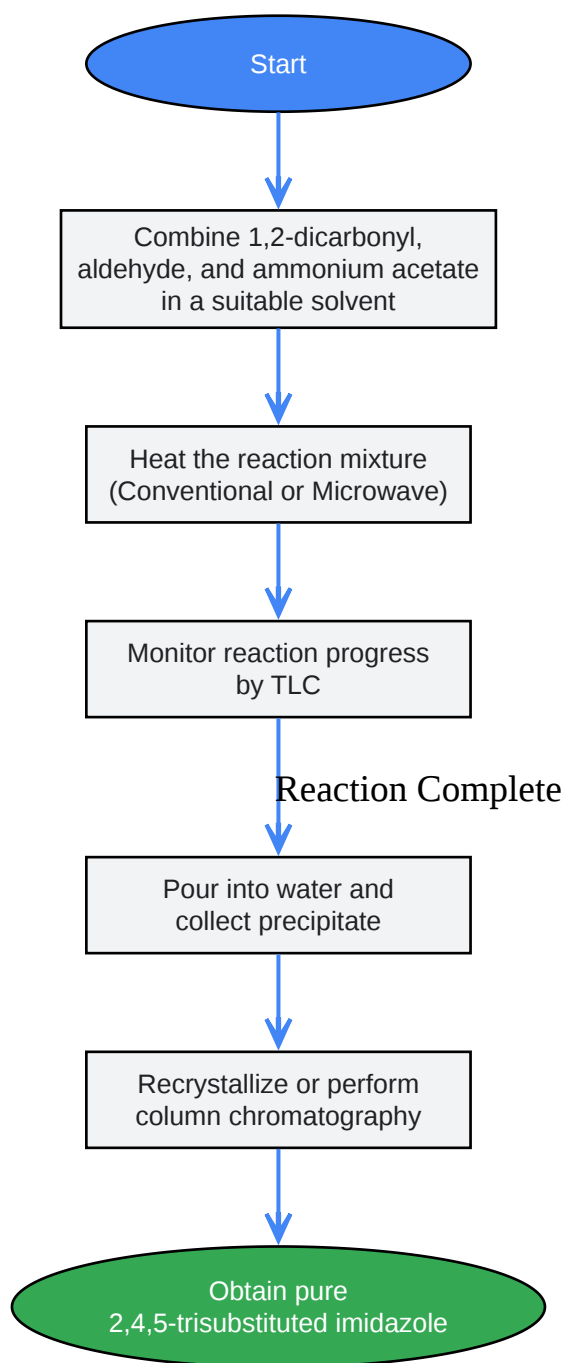 Start
Combine 1,2-dicarbonyl,
aldehyde, and ammonium acetate
in a suitable solvent
Heat the reaction mixture
(Conventional or Microwave)
Monitor reaction progress
by TLC
Reaction Complete
Pour into water and
collect precipitate
Recrystallize or perform
column chromatography
Obtain pure
2,4,5-trisubstituted imidazole